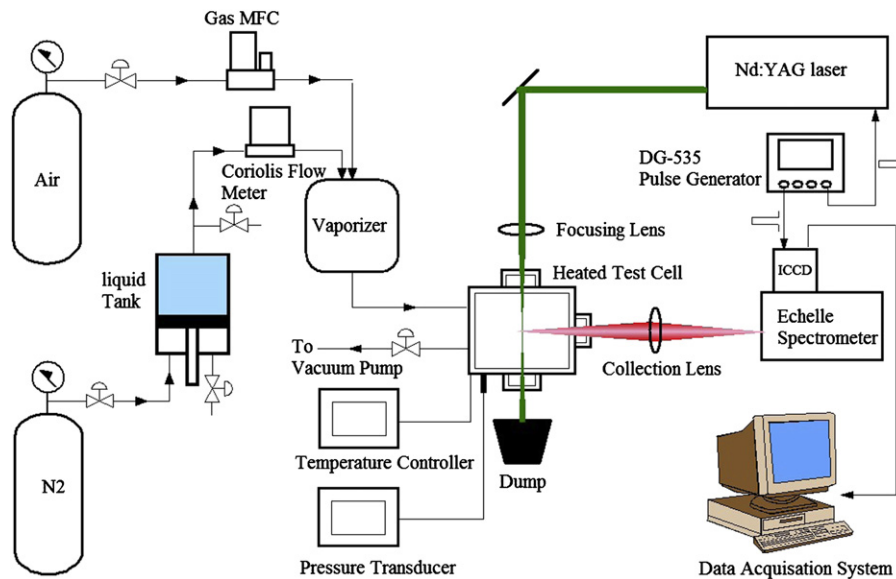 Gas MFC
Nd:YAG laser
Air
Coriolis Flow
Meter
DG-535
Pulse Generator
Vaporizer
Focusing Lens
liquid
Tank
Heated Test Cell
ICCD
Echelle
Spectrometer
To
Vacuum Pump
Collection Lens
N2
Temperature Controller
Dump
Pressure Transducer
Data Acquisation System